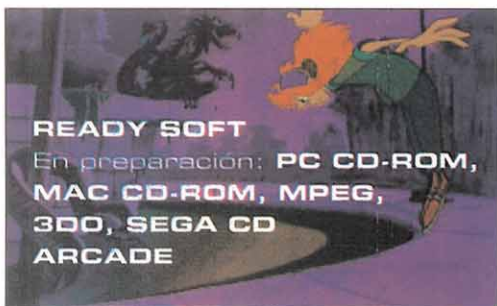 READY SOFT
En preparación: PC CD-ROM,
MAC CD-ROM, MPEG,
3DO, SEGA CD
ARCADE